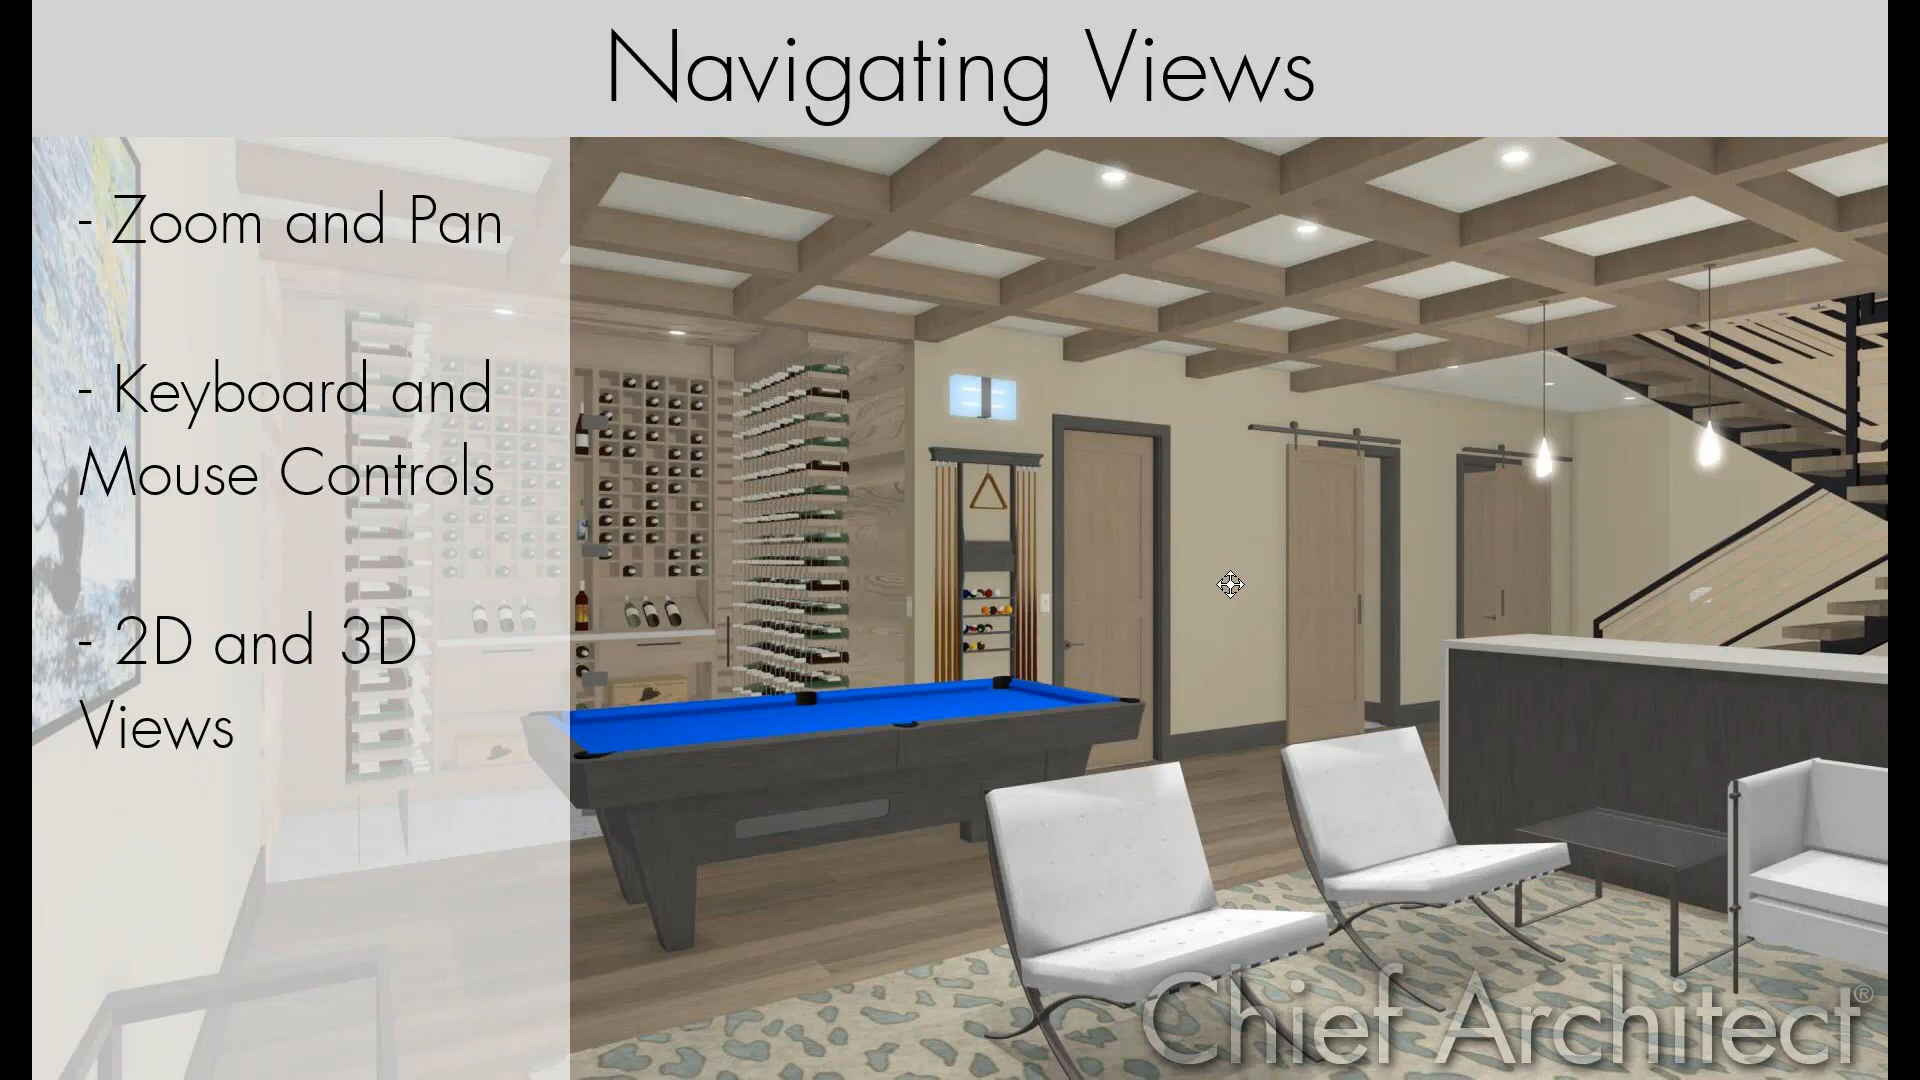 Navigating Views
- Zoom and Pan
- Keyboard and
Mouse Controls
- 2D and 3D
Views
Chief Architect®